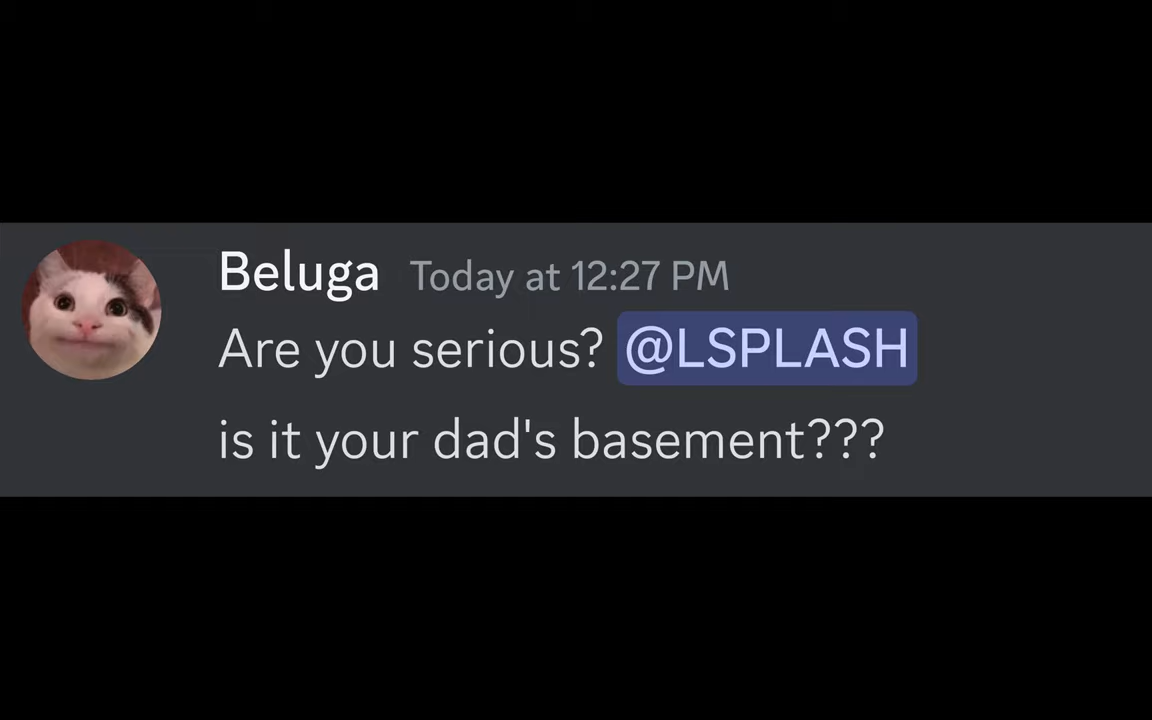 Beluga Today at 12:27 PM
Are you serious? @LSPLASH
is it your dad's basement???